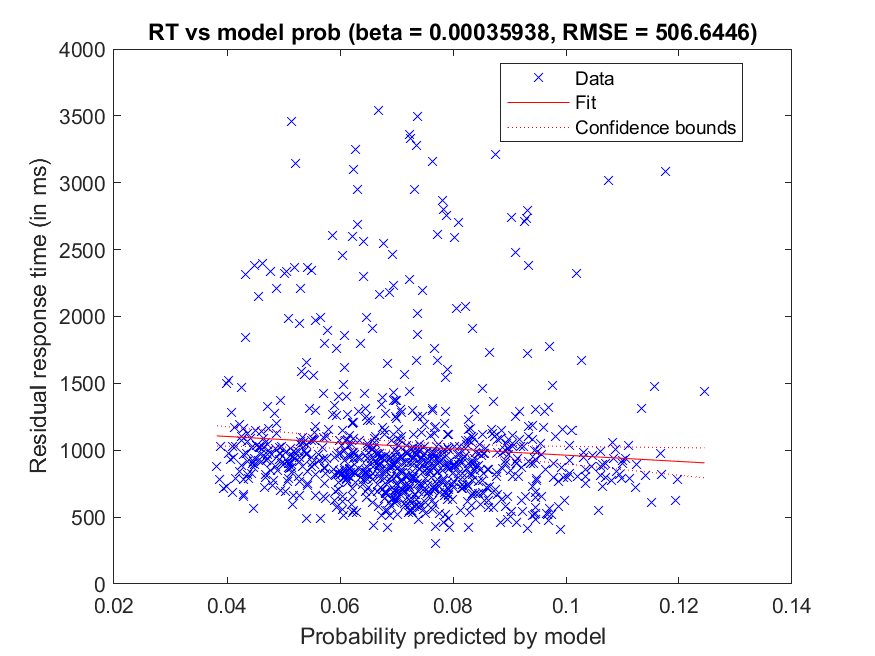 RT vs model prob (beta = 0.00035938, RMSE = 506.6446)
Data
Fit
Confidence bounds
Residual response time (in ms)
4000
3500
3000
2500
2000
1500
1000
500
0
0.02 0.04 0.06 0.08 0.1 0.12 0.14
Probability predicted by model